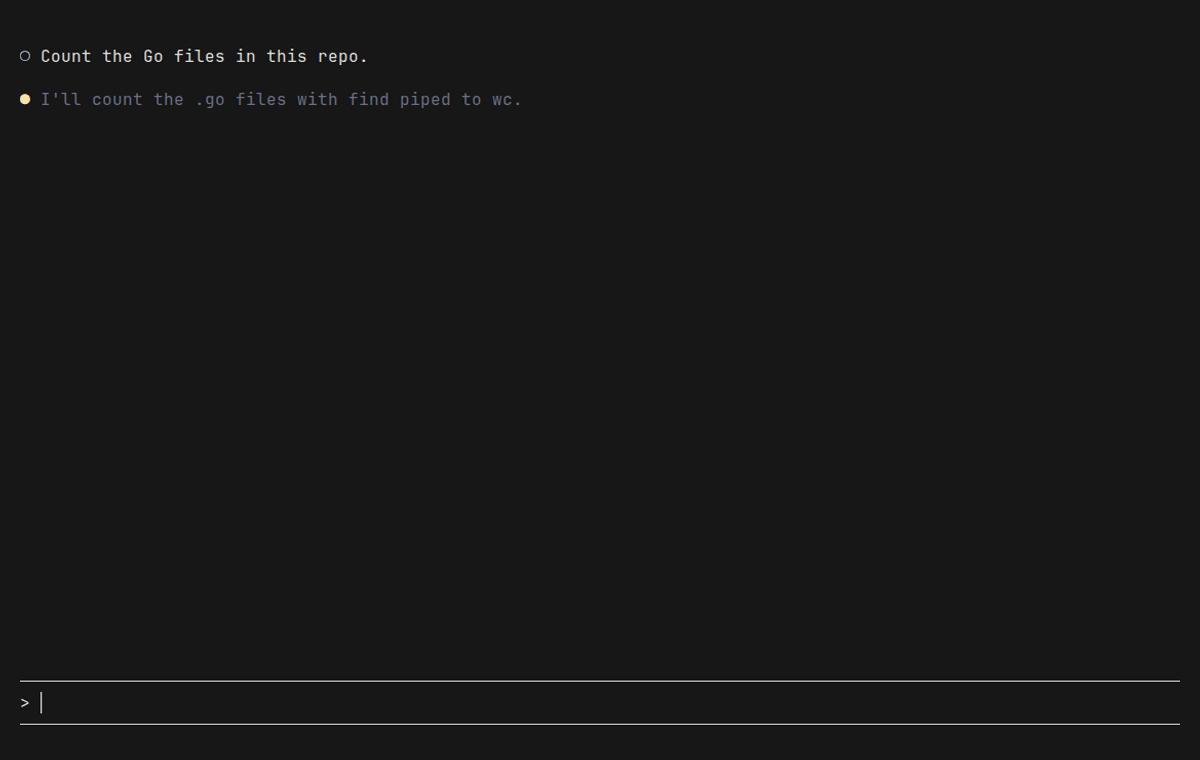 Count the Go files in this repo.
I'll count the .go files with find piped to wc.
>